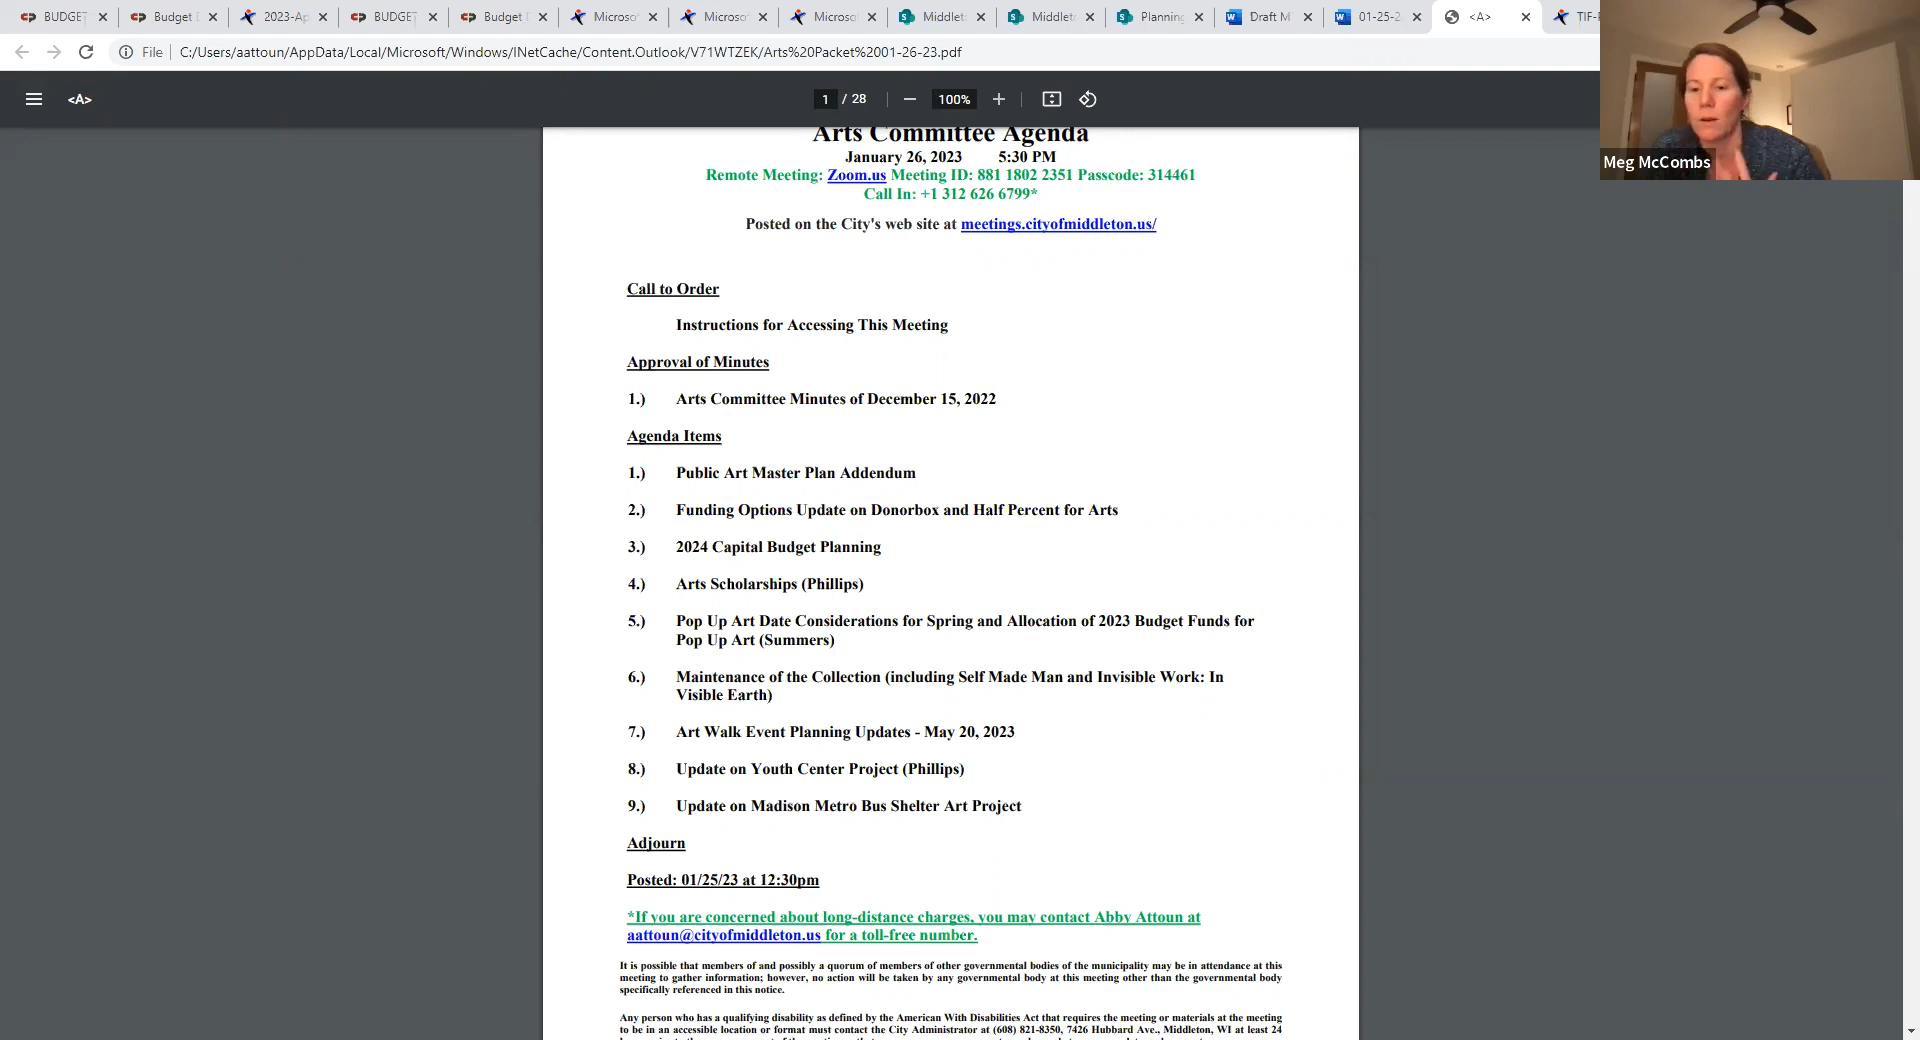 BUDGET
Budget D
2023-Ap
BUDGET
Budget D
Microso
Microso
Microso
Middlet
Middlet
Planning
Draft M
01-25-2
<A>
TIF-
File
C:/Users/aattoun/AppData/Local/Microsoft/Windows/INetCache/Content.Outlook/V71WTZEK/Arts%20Packet%2001-26-23.pdf
<A>
1 / 28
100%
Meg McCombs
Arts Committee Agenda
January 26, 2023 5:30 PM
Remote Meeting: Zoom.us Meeting ID: 881 1802 2351 Passcode: 314461
Call In: +1 312 626 6799*
Posted on the City's web site at meetings.cityofmiddleton.us/
Call to Order
Instructions for Accessing This Meeting
Approval of Minutes
1.) Arts Committee Minutes of December 15, 2022
Agenda Items
1.) Public Art Master Plan Addendum
2.) Funding Options Update on Donorbox and Half Percent for Arts
3.) 2024 Capital Budget Planning
4.) Arts Scholarships (Phillips)
5.) Pop Up Art Date Considerations for Spring and Allocation of 2023 Budget Funds for
Pop Up Art (Summers)
6.) Maintenance of the Collection (including Self Made Man and Invisible Work: In
Visible Earth)
7.) Art Walk Event Planning Updates - May 20, 2023
8.) Update on Youth Center Project (Phillips)
9.) Update on Madison Metro Bus Shelter Art Project
Adjourn
Posted: 01/25/23 at 12:30pm
*If you are concerned about long-distance charges, you may contact Abby Attoun at
aattoun@cityofmiddleton.us for a toll-free number.
It is possible that members of and possibly a quorum of members of other governmental bodies of the municipality may be in attendance at this
meeting to gather information; however, no action will be taken by any governmental body at this meeting other than the governmental body
specifically referenced in this notice.
Any person who has a qualifying disability as defined by the American With Disabilities Act that requires the meeting or materials at the meeting
to be in an accessible location or format must contact the City Administrator at (608) 821-8350, 7426 Hubbard Ave., Middleton, WI at least 24